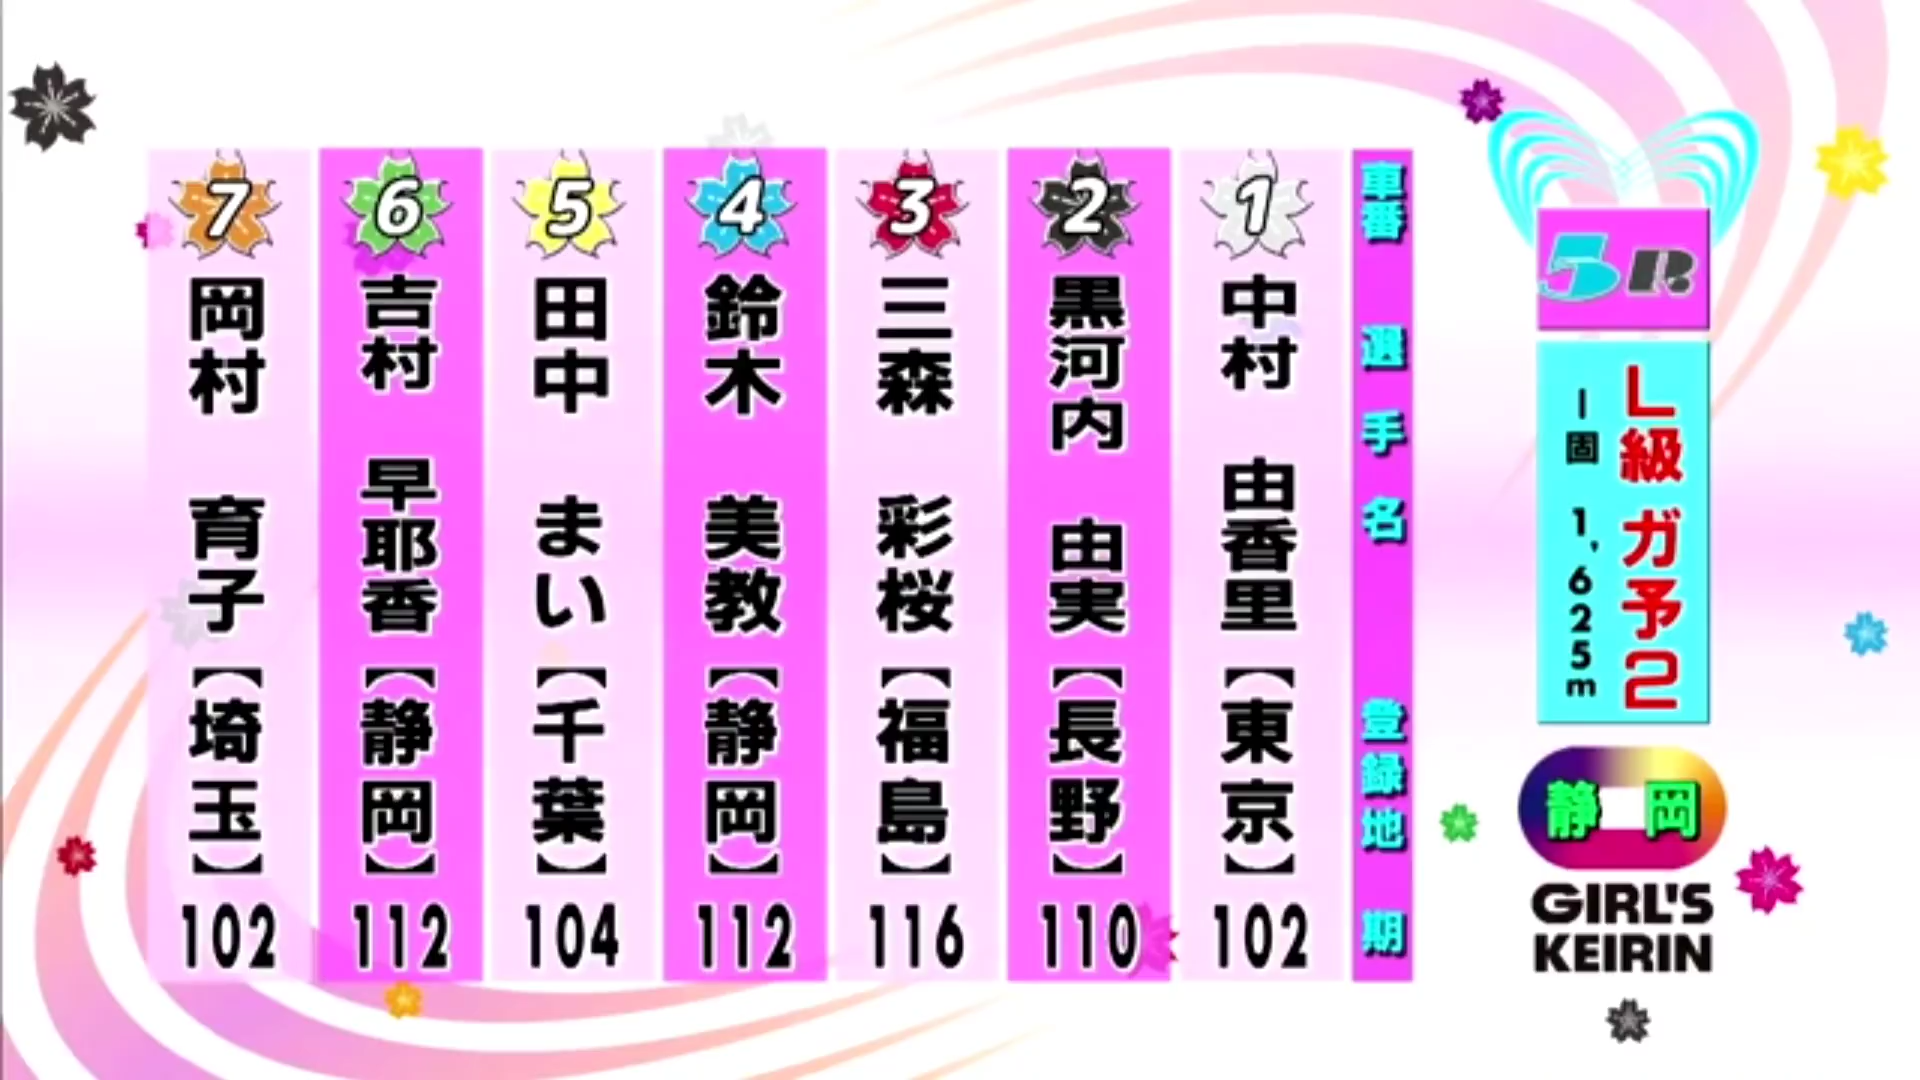 5R
L級 ガ予2
一固 1,625m
静岡
GIRL'S
KEIRIN
車番 選手名 登録地 期
1 中村 由香里 【東京】 102
2 黒河内 由実 【長野】 110
3 三森 彩桜 【福島】 116
4 鈴木 美教 【静岡】 112
5 田中 まい 【千葉】 104
6 吉村 早耶香 【静岡】 112
7 岡村 育子 【埼玉】 102